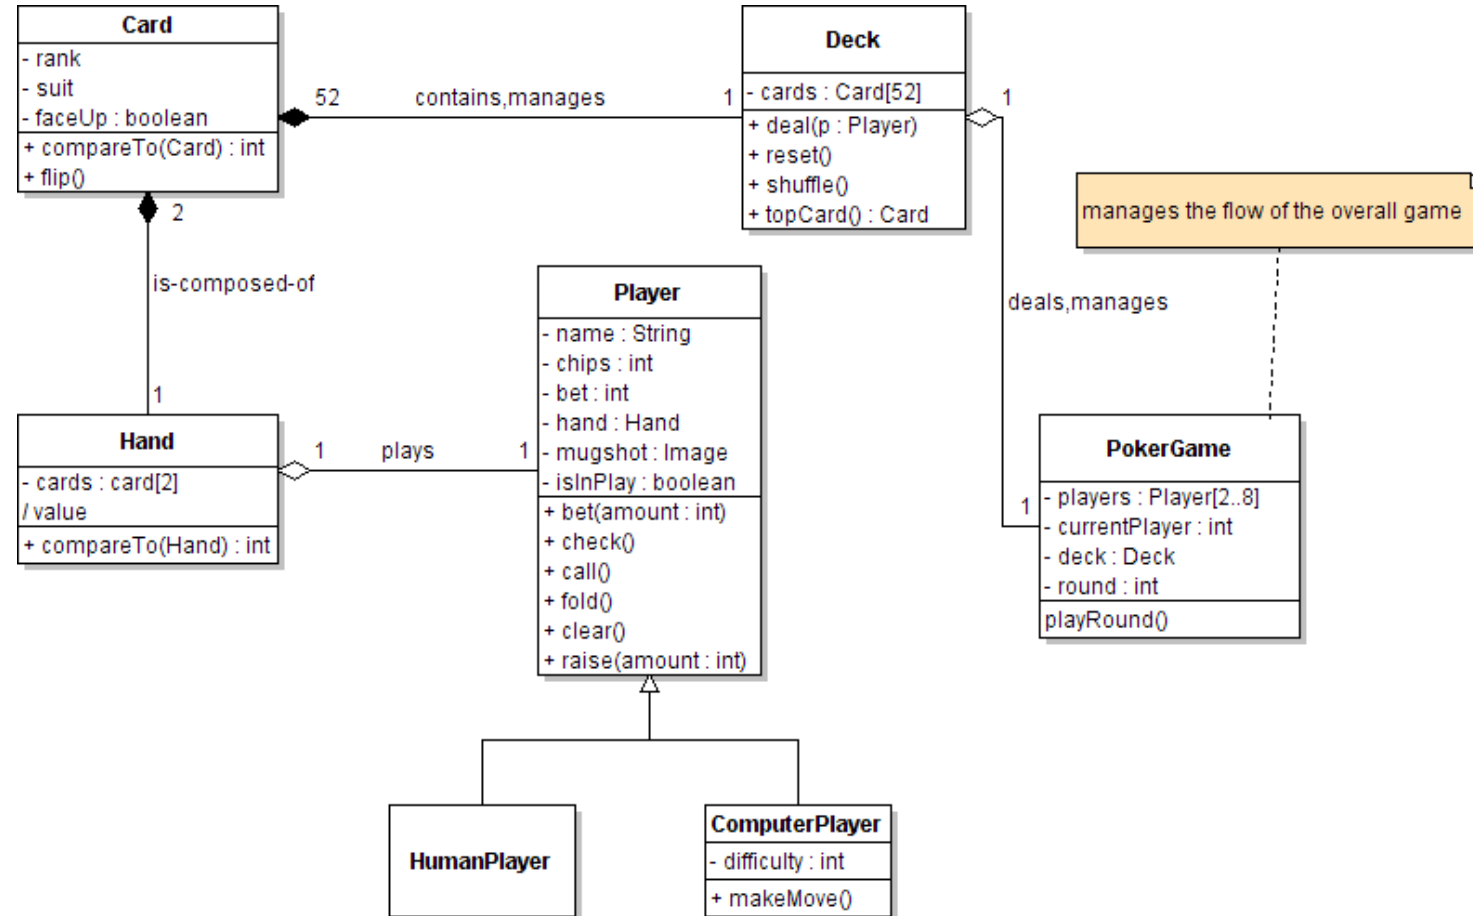 Card
- rank
- suit
- faceUp : boolean
+ compareTo(Card) : int
+ flip()
52
contains,manages
1
Deck
- cards : Card[52]
+ deal(p : Player)
+ reset()
+ shuffle()
+ topCard() : Card
1
manages the flow of the overall game
2
is-composed-of
1
deals,manages
Player
- name : String
- chips : int
- bet : int
- hand : Hand
- mugshot : Image
- isInPlay : boolean
+ bet(amount : int)
+ check()
+ call()
+ fold()
+ clear()
+ raise(amount : int)
Hand
- cards : card[2]
/ value
+ compareTo(Hand) : int
1
plays
1
PokerGame
- players : Player[2..8]
- currentPlayer : int
- deck : Deck
- round : int
playRound()
1
HumanPlayer
ComputerPlayer
- difficulty : int
+ makeMove()